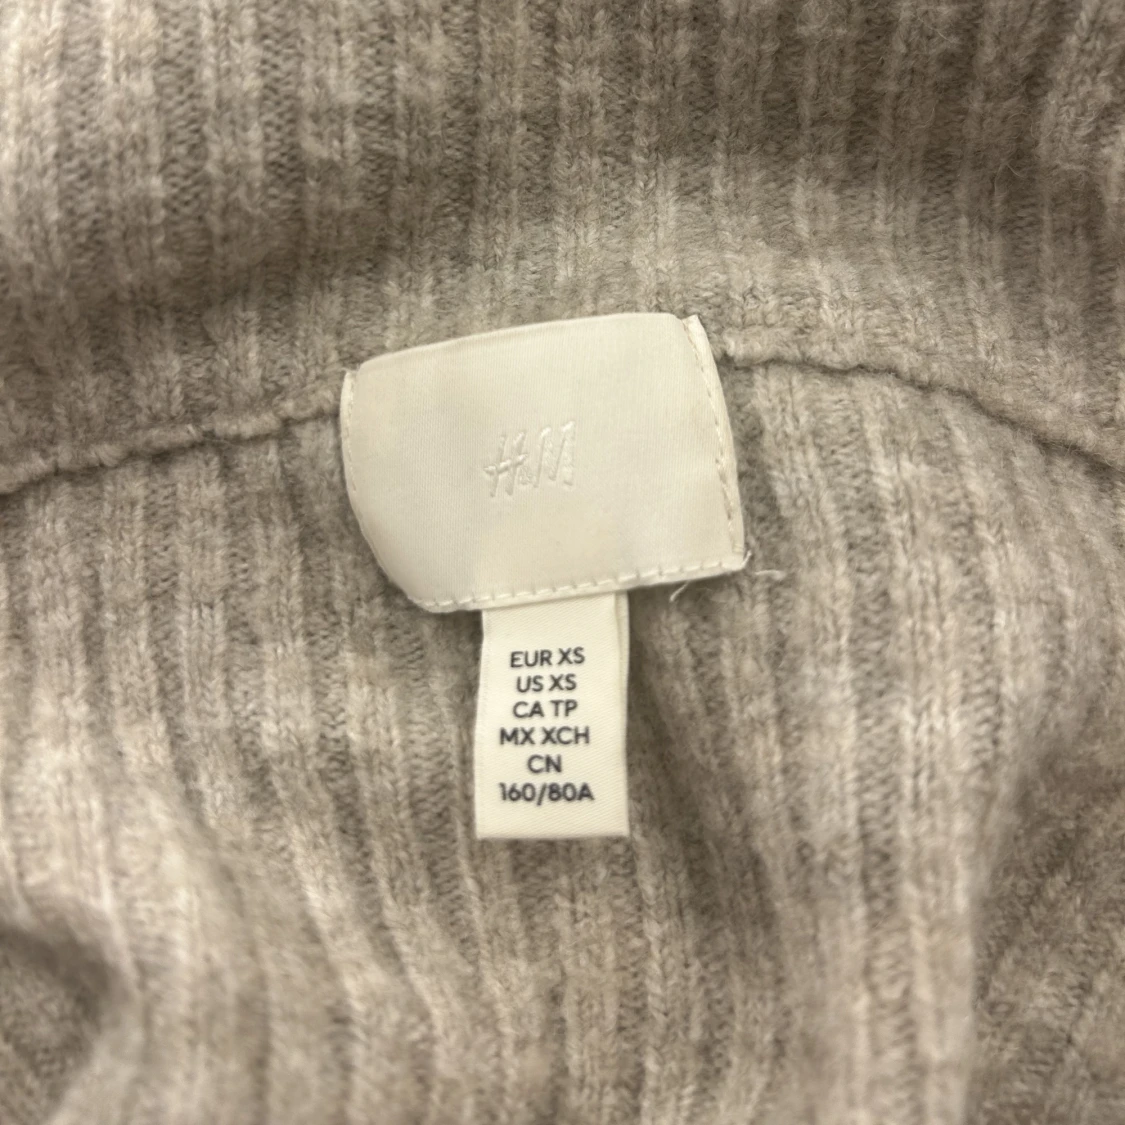 H&M
EUR XS
US XS
CA TP
MX XCH
CN
160/80A